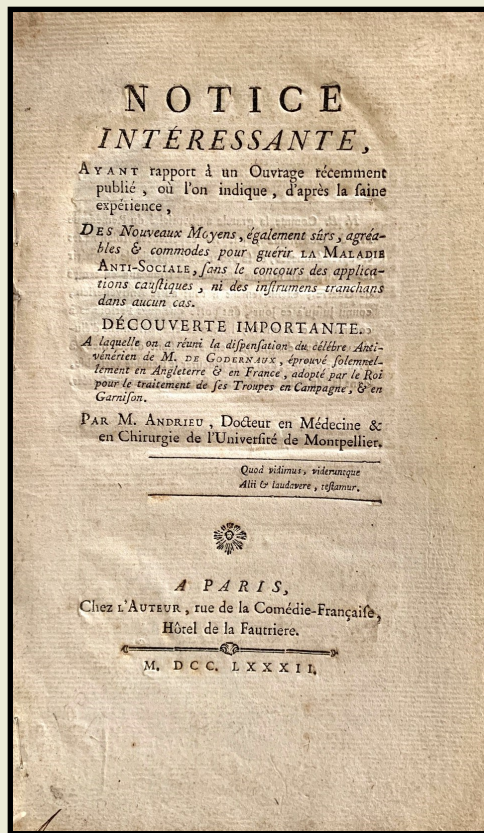 NOTICE
INTÉRESSANTE,
AYANT rapport à un Ouvrage récemment
publié, où l'on indique, d'après la saine
expérience,
DES Nouveaux Moyens, également sûrs, agréa-
bles & commodes pour guérir LA MALADIE
ANTI-SOCIALE, sans le concours des applica-
tions caustiques, ni des instrumens tranchans
dans aucun cas.
DÉCOUVERTE IMPORTANTE.
A laquelle on a réuni la dispensation du célébre Anti-
vénérien de M. DE GODERNAUX, éprouvé solemnel-
lement en Angleterre & en France, adopté par le Roi
pour le traitement de ses Troupes en Campagne, & en
Garnison.
PAR M. ANDRIEU, Docteur en Médecine &
en Chirurgie de l'Université de Montpellier.
Quod vidimus, videruntque
Alii & laudavere, testamur.
A PARIS,
Chez L'AUTEUR, rue de la Comédie-Française,
Hôtel de la Fautriere.
M. DCC. LXXXII.